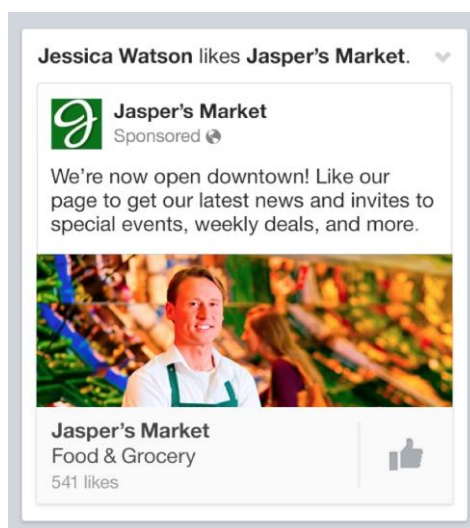 Jessica Watson likes Jasper's Market.
Jasper's Market
Sponsored
We're now open downtown! Like our
page to get our latest news and invites to
special events, weekly deals, and more.
Jasper's Market
Food & Grocery
541 likes